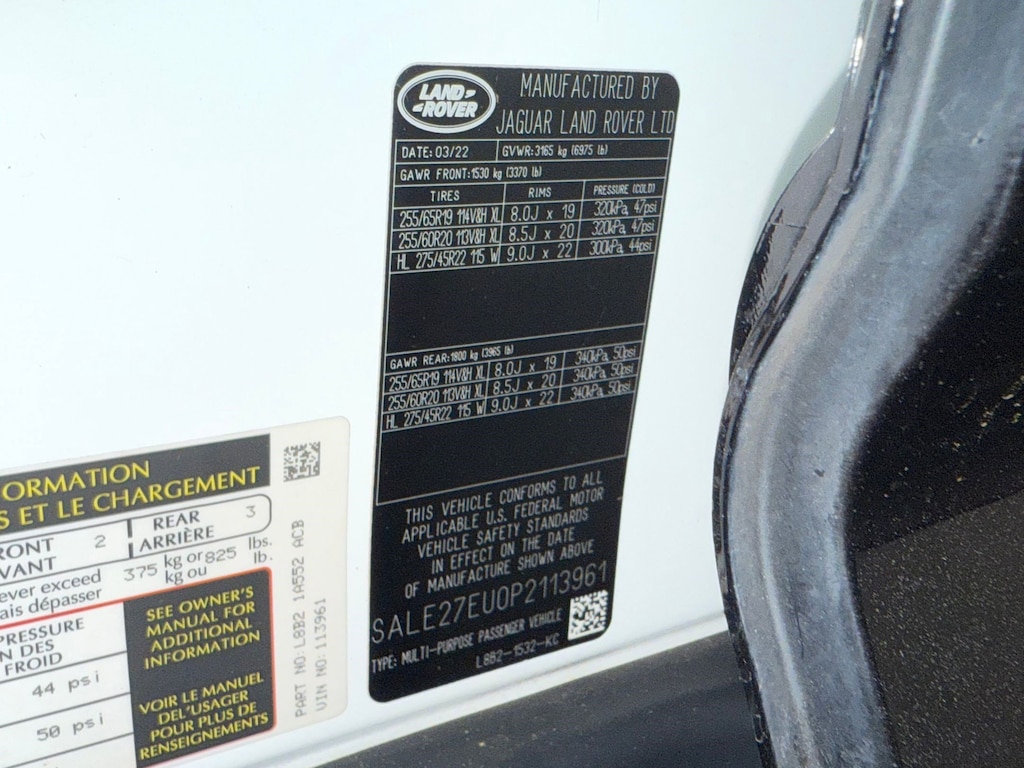 LAND ROVER
MANUFACTURED BY
JAGUAR LAND ROVER LTD
DATE: 03/22 GVWR:3165 kg (6975 lb)
GAWR FRONT:1530 kg (3370 lb)
TIRES RIMS PRESSURE (COLD)
255/65R19 114V&H XL 8.0J x 19 320kPa, 47psi
255/60R20 113V&H XL 8.5J x 20 320kPa, 47psi
HL 275/45R22 115 W 9.0J x 22 300kPa, 44psi
GAWR REAR:1800 kg (3965 lb)
255/65R19 114V&H XL 8.0J x 19 340kPa, 50psi
255/60R20 113V&H XL 8.5J x 20 340kPa, 50psi
HL 275/45R22 115 W 9.0J x 22 340kPa, 50psi
THIS VEHICLE CONFORMS TO ALL
APPLICABLE U.S. FEDERAL MOTOR
VEHICLE SAFETY STANDARDS
IN EFFECT ON THE DATE
OF MANUFACTURE SHOWN ABOVE
SALE27EU0P2113961
TYPE: MULTI-PURPOSE PASSENGER VEHICLE
L8B2-1532-KC
ORMATION
S ET LE CHARGEMENT
RONT 2 REAR 3
VANT ARRIÈRE
ever exceed 375 kg or 825 lbs.
ais dépasser kg ou lb.
PRESSURE
N DES
FROID
44 psi
50 psi
SEE OWNER'S
MANUAL FOR
ADDITIONAL
INFORMATION
VOIR LE MANUEL
DE L'USAGER
POUR PLUS DE
RENSEIGNEMENTS
PART NO: L8B2 1A552 ACB
VIN NO: 113961